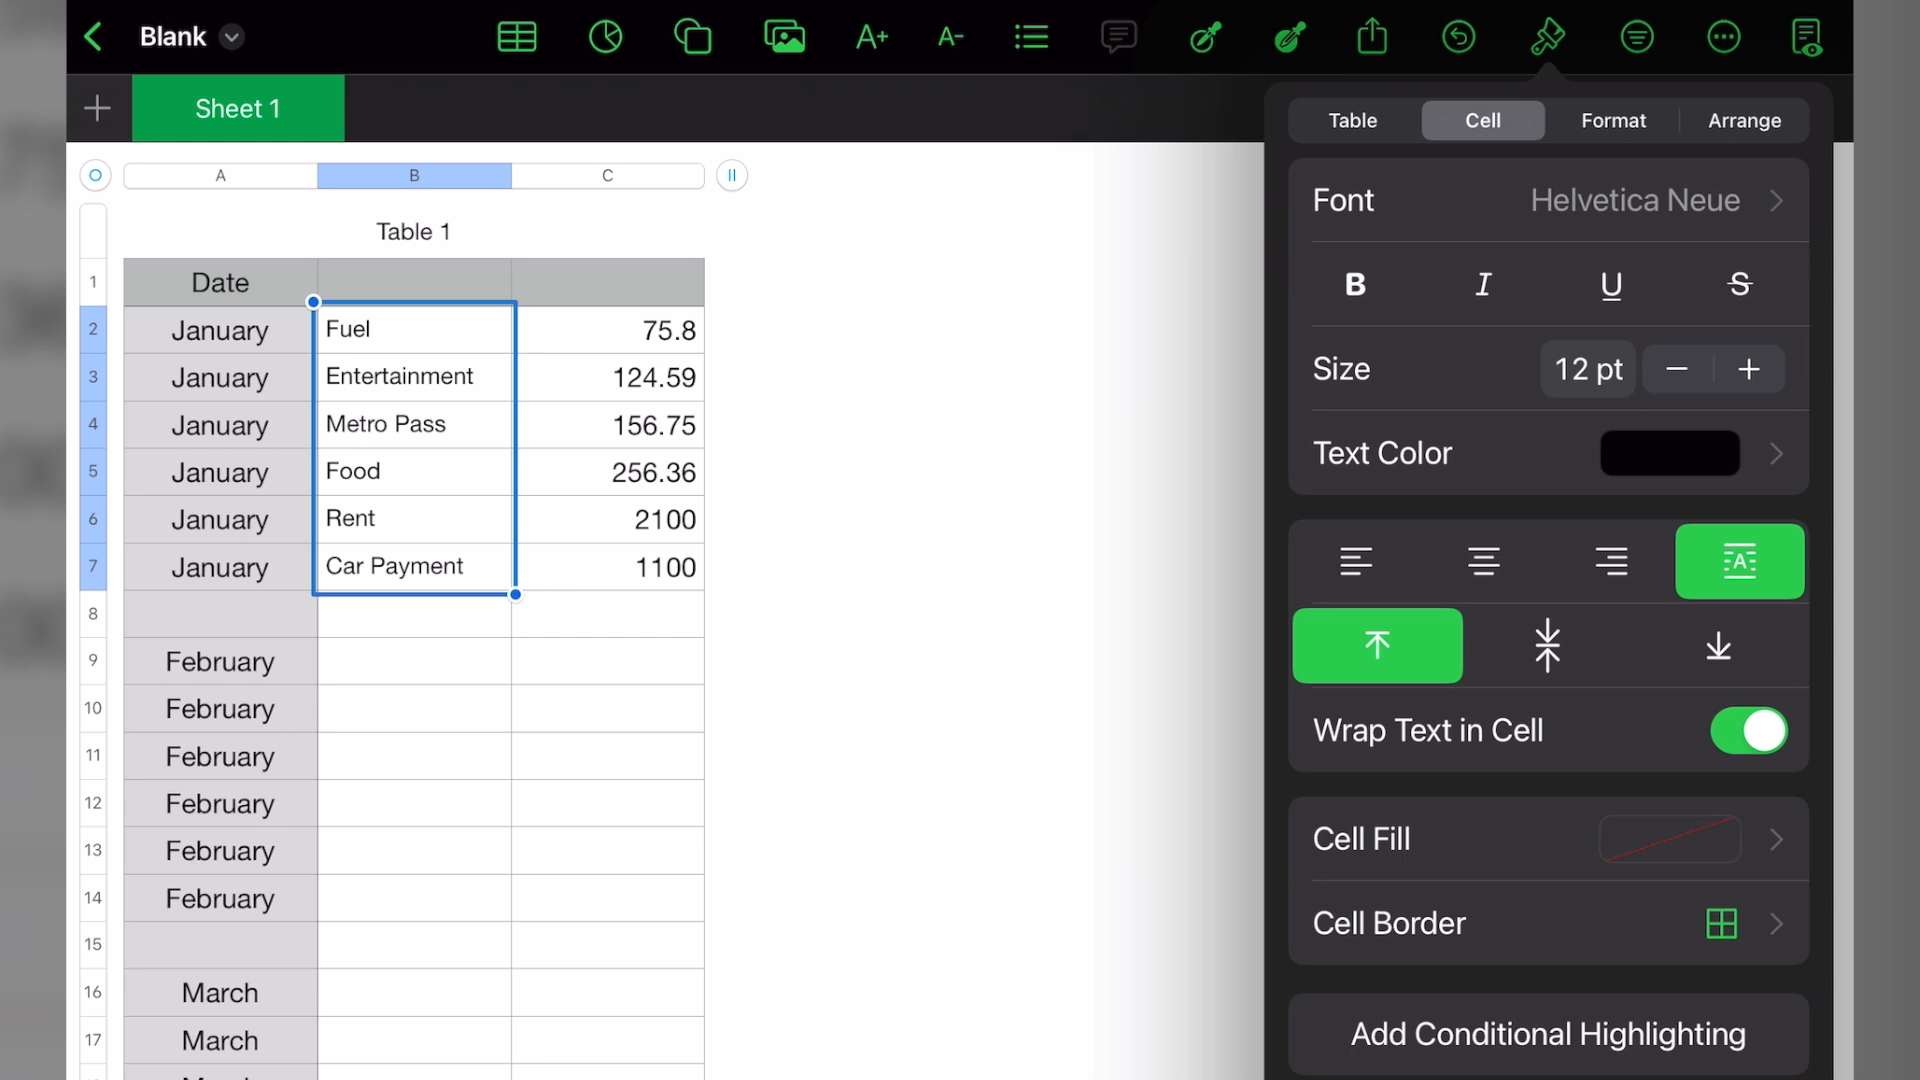 Blank
A+ A-
Sheet 1
Table Cell Format Arrange
A B C
Table 1
1 Date
2 January Fuel 75.8
3 January Entertainment 124.59
4 January Metro Pass 156.75
5 January Food 256.36
6 January Rent 2100
7 January Car Payment 1100
8
9 February
10 February
11 February
12 February
13 February
14 February
15
16 March
17 March
Font Helvetica Neue
B I U S
Size 12 pt
Text Color
A
Wrap Text in Cell
Cell Fill
Cell Border
Add Conditional Highlighting